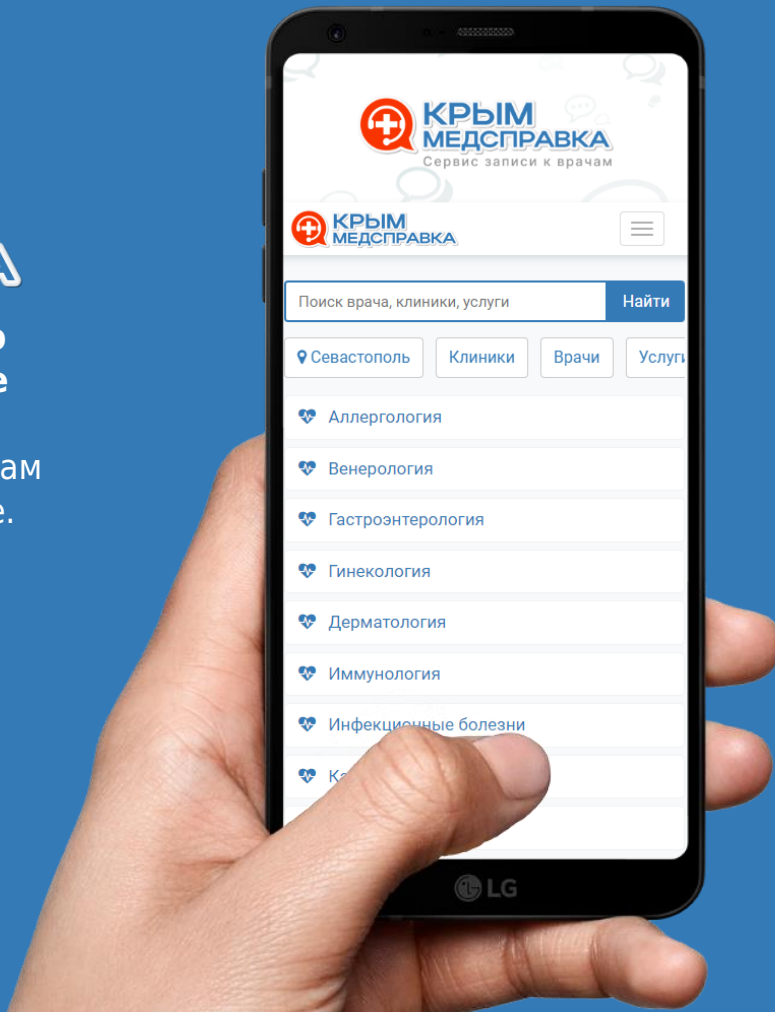 КРЫМ
МЕДСПРАВКА
Сервис записи к врачам
КРЫМ
МЕДСПРАВКА
Поиск врача, клиники, услуги
Найти
Севастополь
Клиники
Врачи
Аллергология
Венерология
Гастроэнтерология
Гинекология
Дерматология
Иммунология
Инфекционные болезни
LG